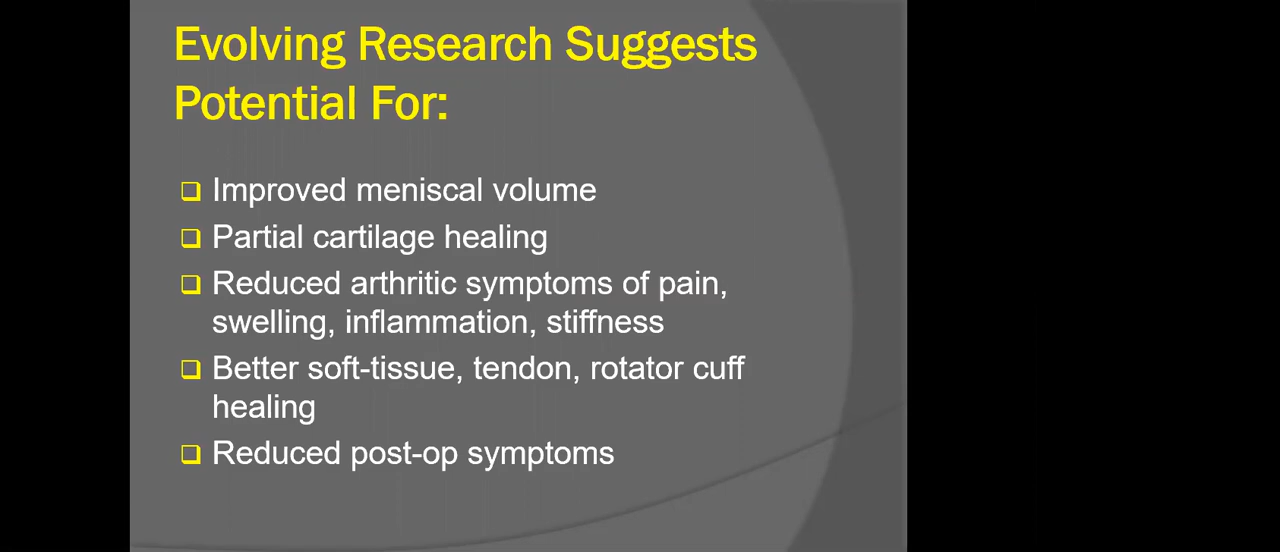 Evolving Research Suggests
Potential For:
Improved meniscal volume
Partial cartilage healing
Reduced arthritic symptoms of pain,
swelling, inflammation, stiffness
Better soft-tissue, tendon, rotator cuff
healing
Reduced post-op symptoms